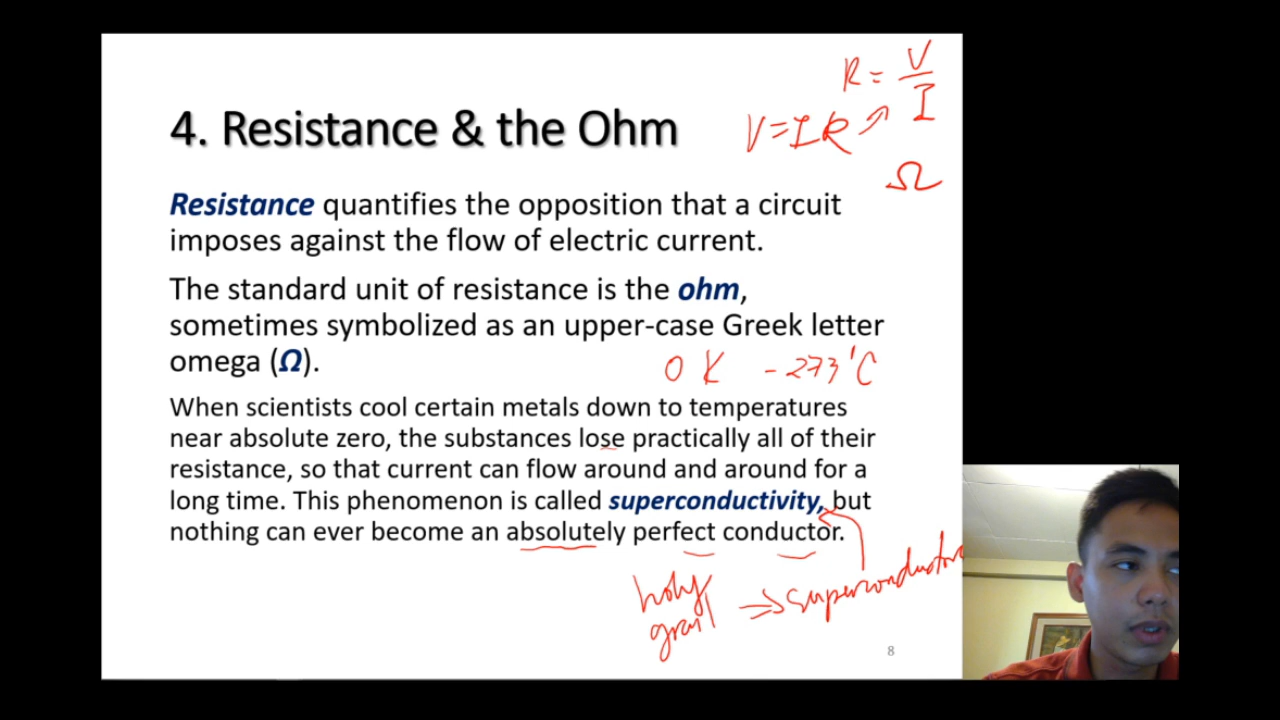 R = V/I
4. Resistance & the Ohm
V = IR
Ω
Resistance quantifies the opposition that a circuit
imposes against the flow of electric current.
The standard unit of resistance is the ohm,
sometimes symbolized as an upper-case Greek letter
omega (Ω).
0 K -273°C
When scientists cool certain metals down to temperatures
near absolute zero, the substances lose practically all of their
resistance, so that current can flow around and around for a
long time. This phenomenon is called superconductivity, but
nothing can ever become an absolutely perfect conductor.
holy
grail ⇒ superconductor
8